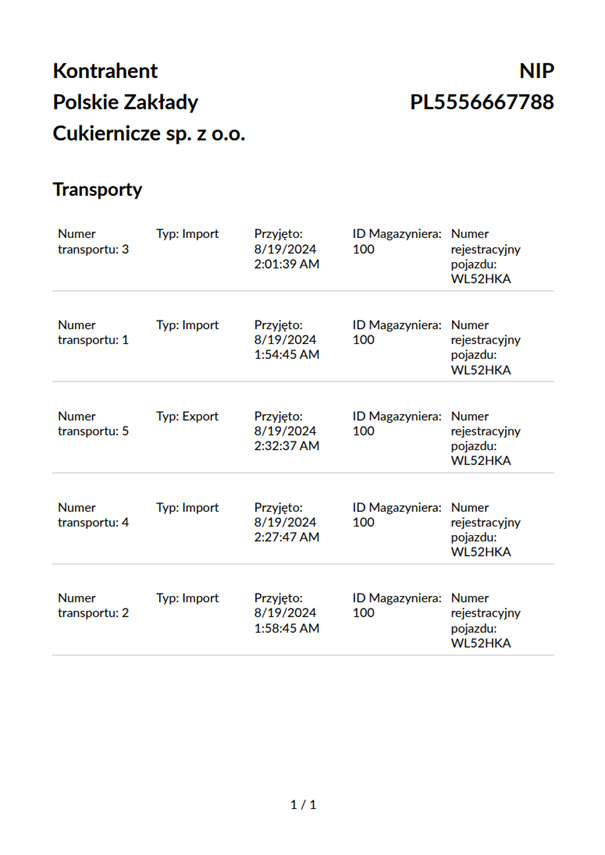 Kontrahent
NIP
Polskie Zakłady
PL5556667788
Cukiernicze sp. z o.o.
Transporty
Numer
transportu: 3
Typ: Import
Przyjęto:
8/19/2024
2:01:39 AM
ID Magazyniera:
100
Numer
rejestracyjny
pojazdu:
WL52HKA
Numer
transportu: 1
Typ: Import
Przyjęto:
8/19/2024
1:54:45 AM
ID Magazyniera:
100
Numer
rejestracyjny
pojazdu:
WL52HKA
Numer
transportu: 5
Typ: Export
Przyjęto:
8/19/2024
2:32:37 AM
ID Magazyniera:
100
Numer
rejestracyjny
pojazdu:
WL52HKA
Numer
transportu: 4
Typ: Import
Przyjęto:
8/19/2024
2:27:47 AM
ID Magazyniera:
100
Numer
rejestracyjny
pojazdu:
WL52HKA
Numer
transportu: 2
Typ: Import
Przyjęto:
8/19/2024
1:58:45 AM
ID Magazyniera:
100
Numer
rejestracyjny
pojazdu:
WL52HKA
1 / 1